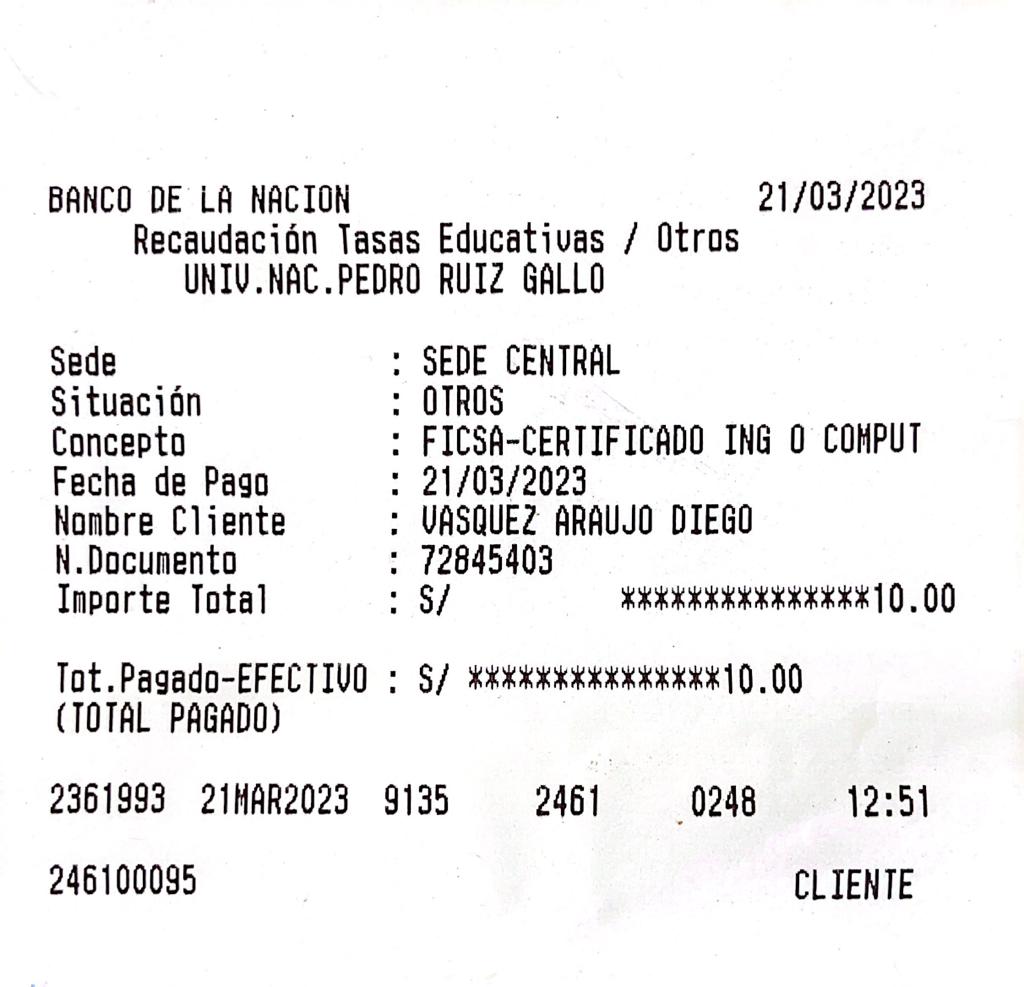 BANCO DE LA NACION 21/03/2023
Recaudación Tasas Educativas / Otros
UNIV.NAC.PEDRO RUIZ GALLO
Sede : SEDE CENTRAL
Situación : OTROS
Concepto : FICSA-CERTIFICADO ING O COMPUT
Fecha de Pago : 21/03/2023
Nombre Cliente : VASQUEZ ARAUJO DIEGO
N.Documento : 72845403
Importe Total : S/ ***************10.00
Tot.Pagado-EFECTIVO : S/ ***************10.00
(TOTAL PAGADO)
2361993 21MAR2023 9135 2461 0248 12:51
246100095 CLIENTE